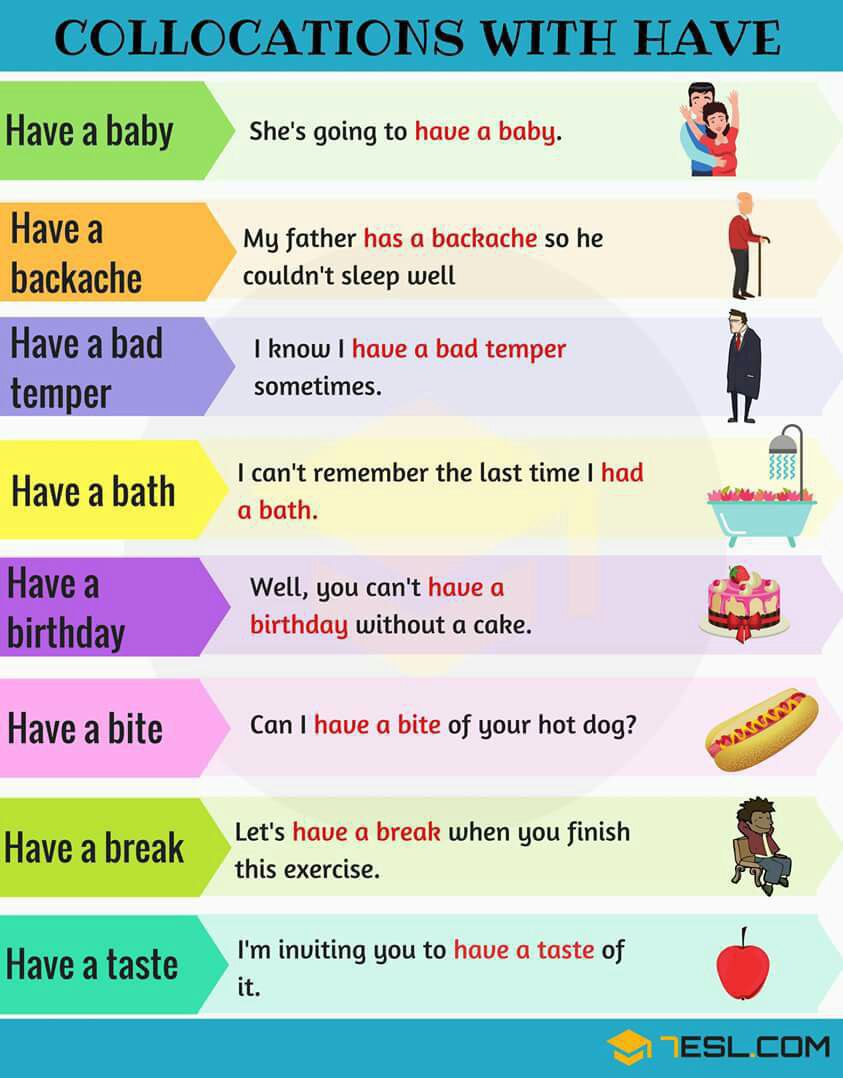 COLLOCATIONS WITH HAVE
Have a baby
She's going to have a baby.
Have a
backache
My father has a backache so he
couldn't sleep well
Have a bad
temper
I know I have a bad temper
sometimes.
Have a bath
I can't remember the last time I had
a bath.
Have a
birthday
Well, you can't have a
birthday without a cake.
Have a bite
Can I have a bite of your hot dog?
Have a break
Let's have a break when you finish
this exercise.
Have a taste
I'm inviting you to have a taste of
it.
7ESL.COM